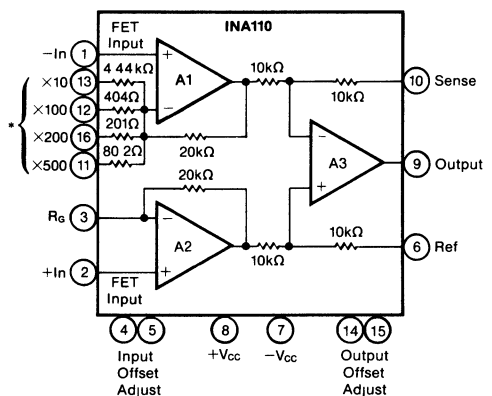 FET
Input
INA110
−In 1
×10 13
×100 12
×200 16
×500 11
*
4 44kΩ
404Ω
201Ω
80 2Ω
+
A1
−
10kΩ
10kΩ
10 Sense
20kΩ
20kΩ
−
A3
+
9 Output
RG 3
−
A2
+
10kΩ
10kΩ
6 Ref
+In 2
FET
Input
4 5 8 7 14 15
Input
Offset
Adjust
+VCC
−VCC
Output
Offset
Adjust